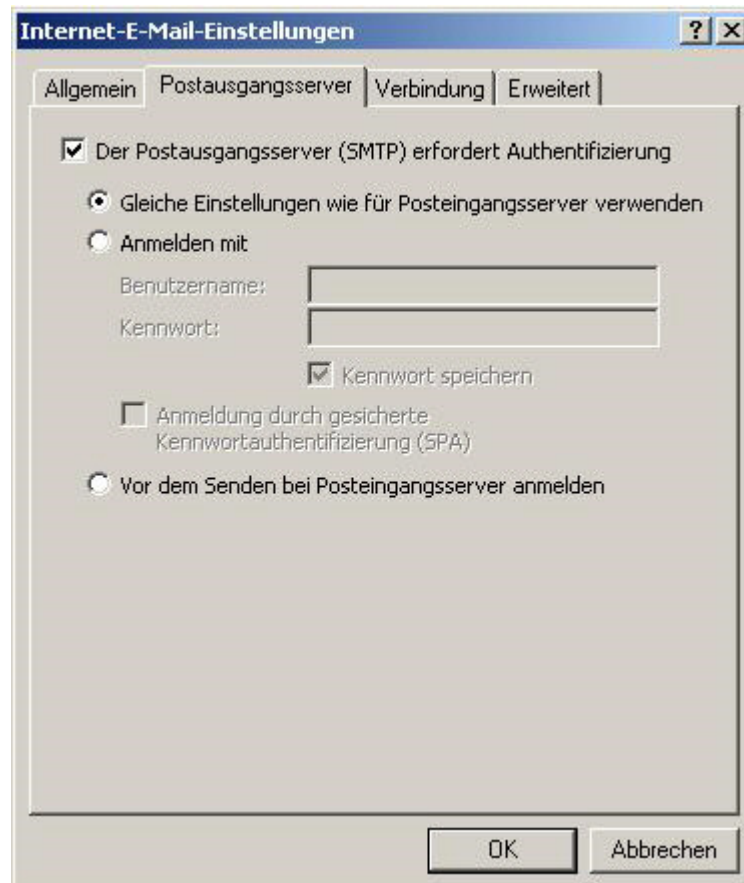 Internet-E-Mail-Einstellungen
Allgemein Postausgangsserver Verbindung Erweitert
Der Postausgangsserver (SMTP) erfordert Authentifizierung
Gleiche Einstellungen wie für Posteingangsserver verwenden
Anmelden mit
Benutzername:
Kennwort:
Kennwort speichern
Anmeldung durch gesicherte
Kennwortauthentifizierung (SPA)
Vor dem Senden bei Posteingangsserver anmelden
OK Abbrechen